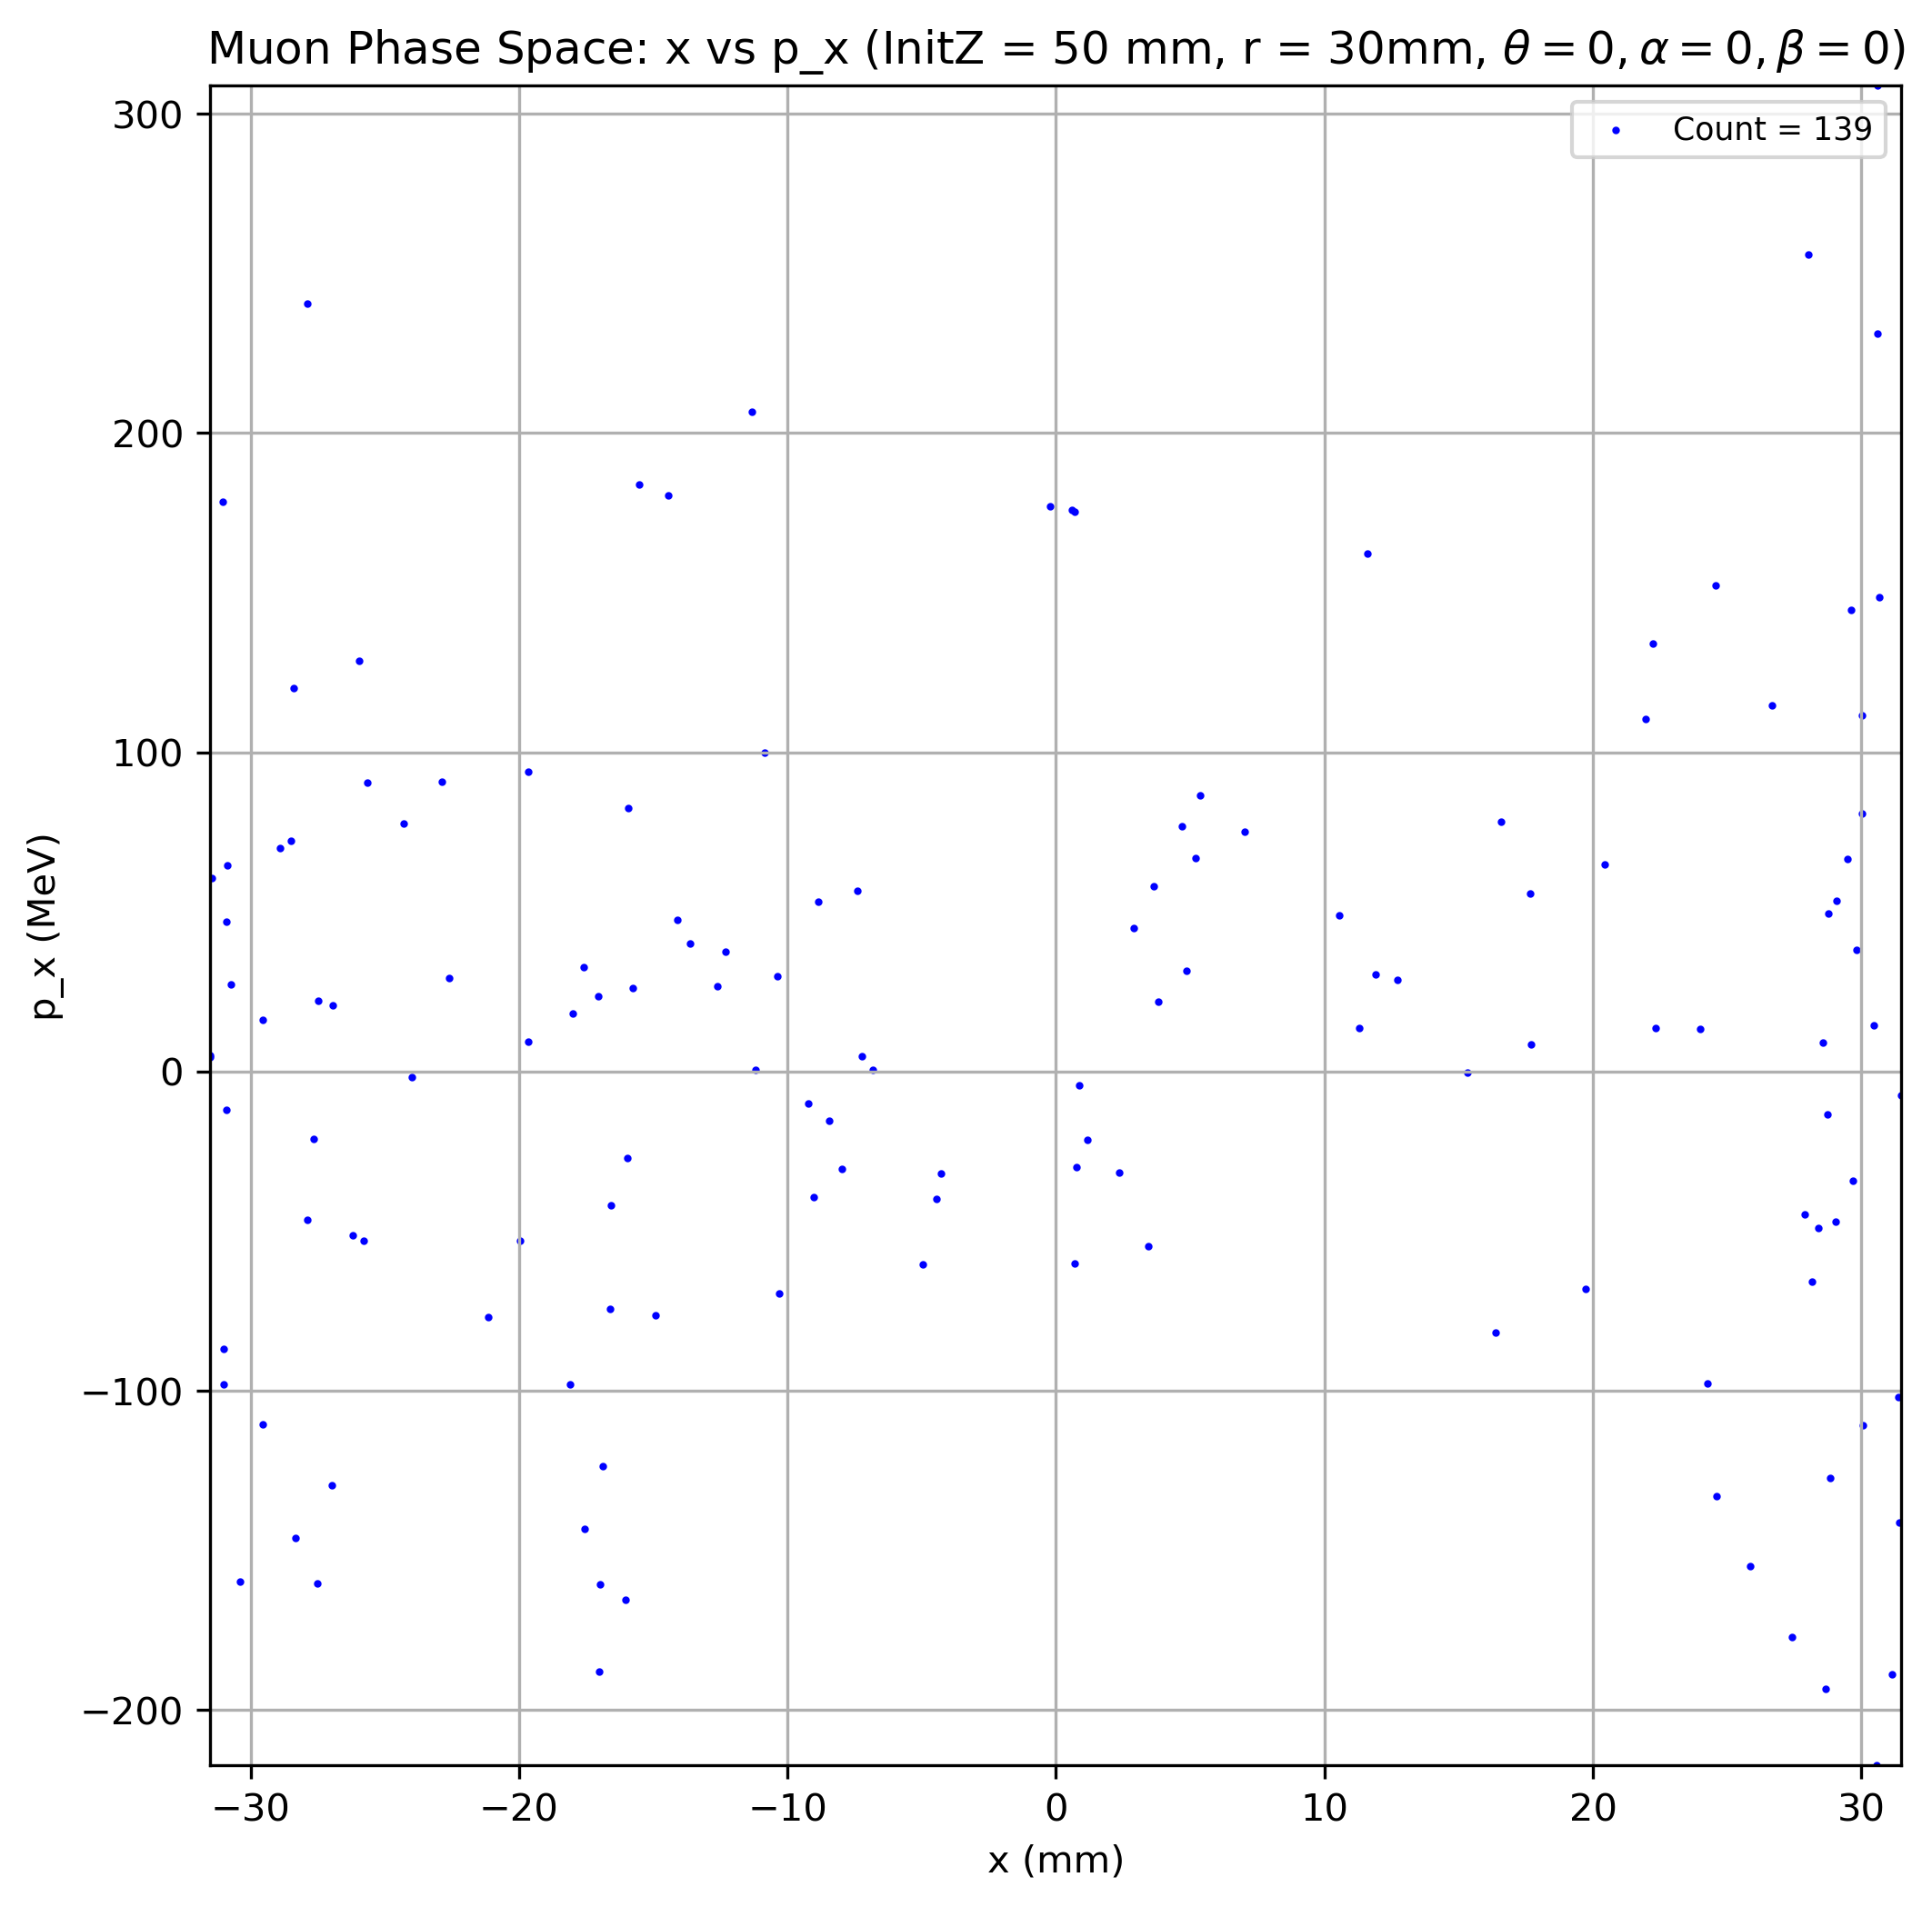 Muon Phase Space: x vs p_x (InitZ = 50 mm, r = 30mm, θ = 0, α = 0, β = 0)
Count = 139
300
200
100
0
−100
−200
p_x (MeV)
−30 −20 −10 0 10 20 30
x (mm)